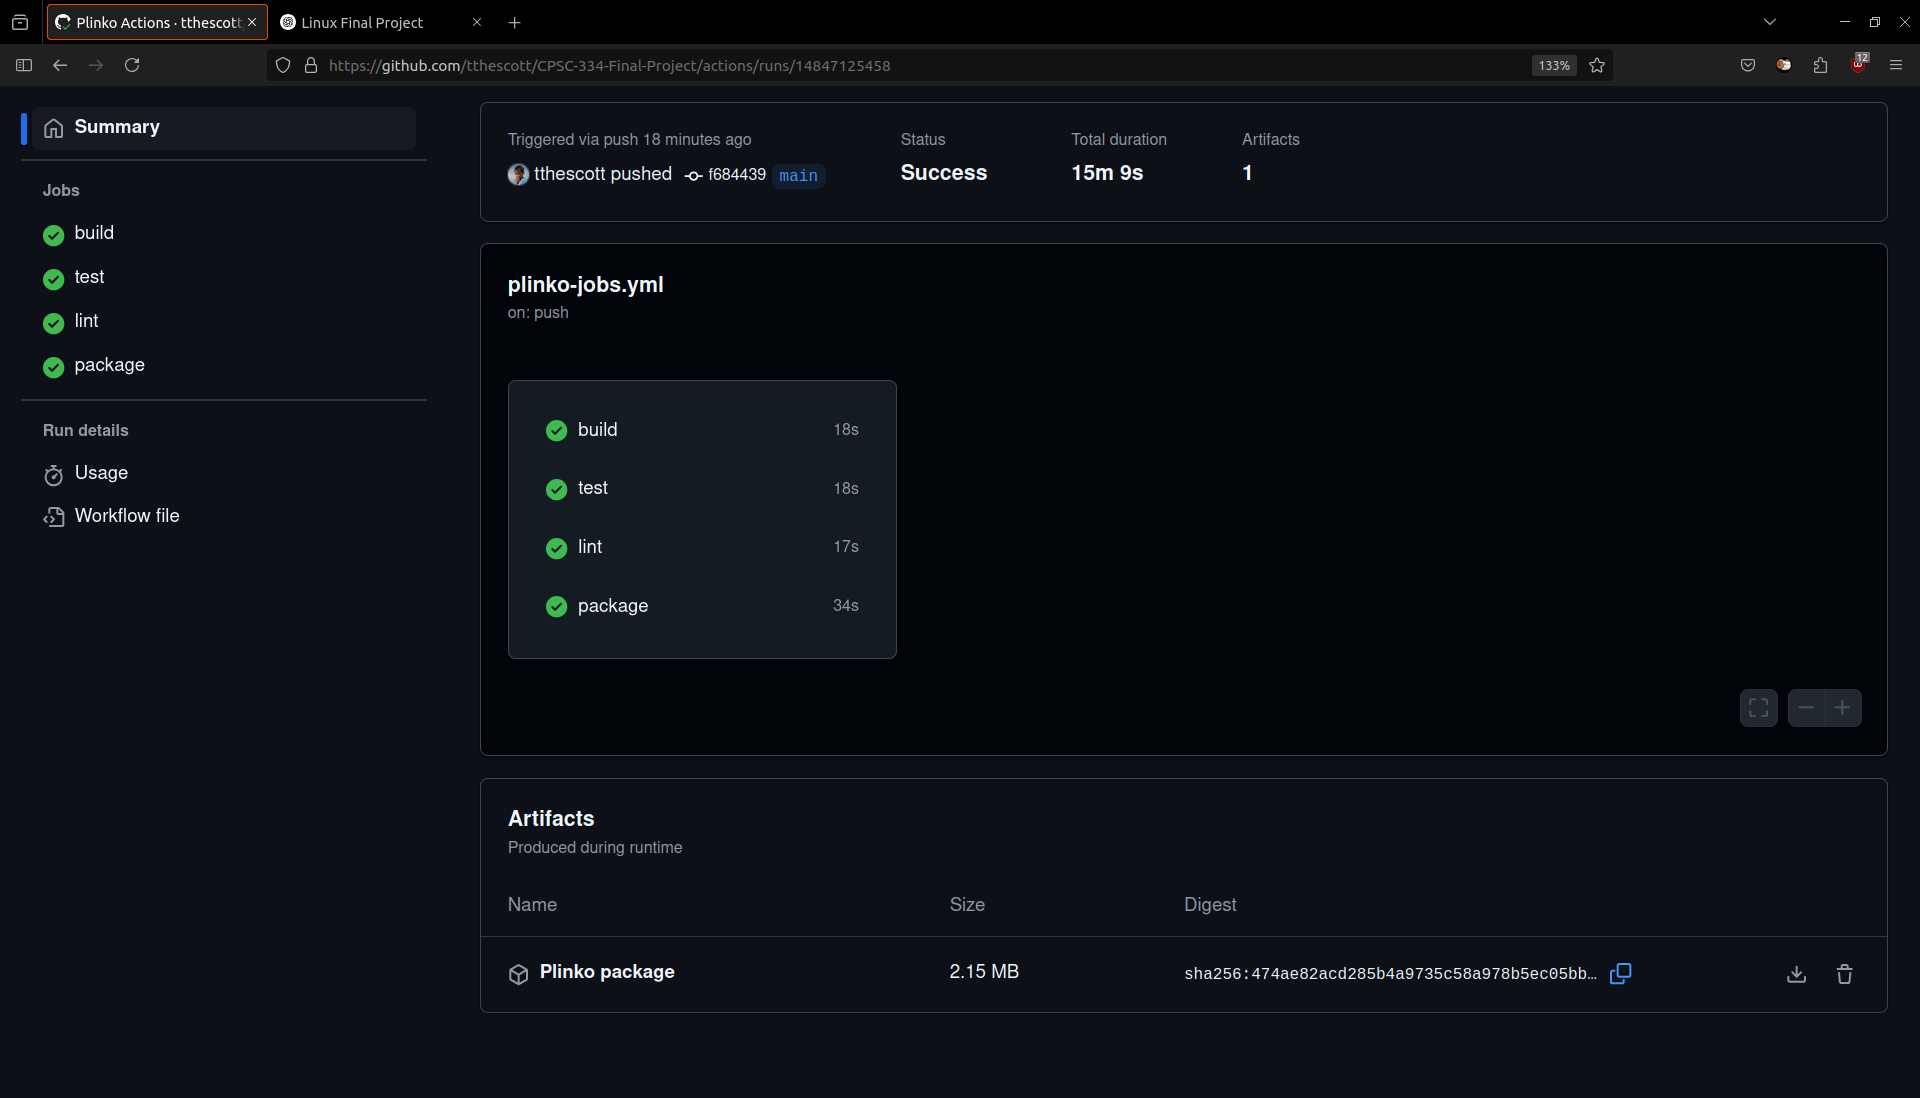 Plinko Actions · tthescott
Linux Final Project
https://github.com/tthescott/CPSC-334-Final-Project/actions/runs/14847125458
133%
12
Summary
Jobs
build
test
lint
package
Run details
Usage
Workflow file
Triggered via push 18 minutes ago
Status
Total duration
Artifacts
tthescott pushed f684439 main
Success
15m 9s
1
plinko-jobs.yml
on: push
build 18s
test 18s
lint 17s
package 34s
Artifacts
Produced during runtime
Name Size Digest
Plinko package 2.15 MB sha256:474ae82acd285b4a9735c58a978b5ec05bb…